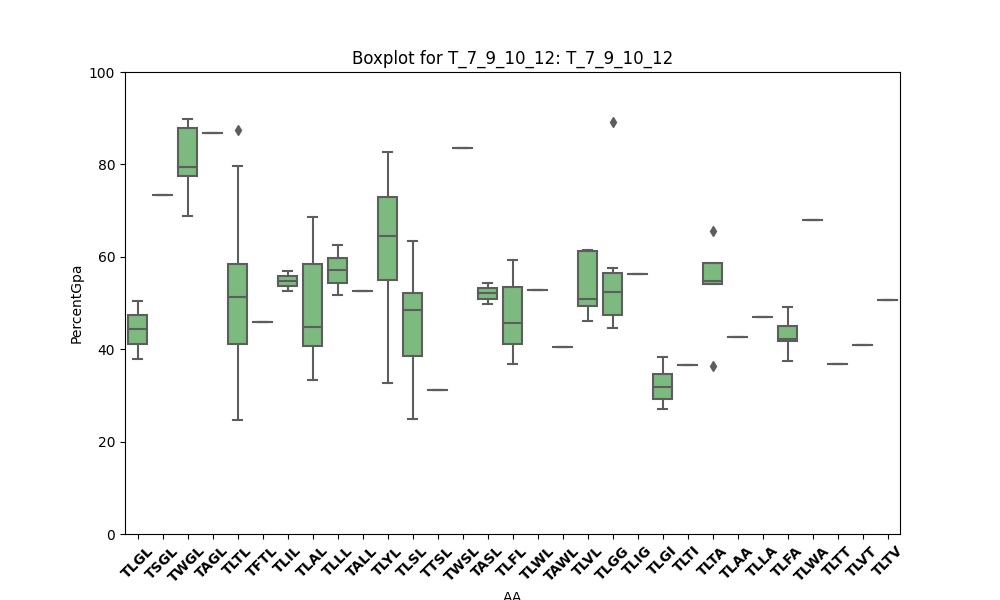 Boxplot for T_7_9_10_12: T_7_9_10_12
PercentGpa
100
80
60
40
20
0
TLGL TSGL TWGL TAGL TLTL TFTL TLIL TLAL TLLL TALL TLYL TLSL TTSL TWSL TASL TLFL TLWL TAWL TLVL TLGG TLIG TLGI TLTI TLTA TLAA TLLA TLFA TLWA TLTT TLVT TLTV
AA